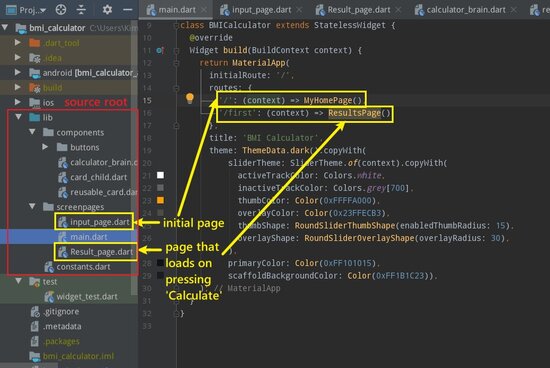 main.dart
input_page.dart
Result_page.dart
calculator_brain.dart
bmi_calculator C:\Users\Kim
.dart_tool
.idea
android [bmi_calculator_
build
ios
source root
lib
components
buttons
calculator_brain.d
card_child.dart
reusable_card.dar
screenpages
input_page.dart
main.dart
Result_page.dart
constants.dart
test
widget_test.dart
.gitignore
.metadata
.packages
bmi_calculator.iml
initial page
page that
loads on
pressing
'Calculate'
9 class BMICalculator extends StatelessWidget {
10 @override
11 Widget build(BuildContext context) {
12 return MaterialApp(
13 initialRoute: '/',
14 routes: {
15 '/': (context) => MyHomePage(),
16 '/first': (context) => ResultsPage()
17 },
18 title: 'BMI Calculator',
19 theme: ThemeData.dark().copyWith(
20 sliderTheme: SliderTheme.of(context).copyWith(
21 activeTrackColor: Colors.white,
22 inactiveTrackColor: Colors.grey[700],
23 thumbColor: Color(0xFFFFA000),
24 overlayColor: Color(0x23FFECB3),
25 thumbShape: RoundSliderThumbShape(enabledThumbRadius: 15),
26 overlayShape: RoundSliderOverlayShape(overlayRadius: 30),
27 ),
28 primaryColor: Color(0xFF101015),
29 scaffoldBackgroundColor: Color(0xFF1B1C23)),
30 ); // MaterialApp
31 }
32 }
33